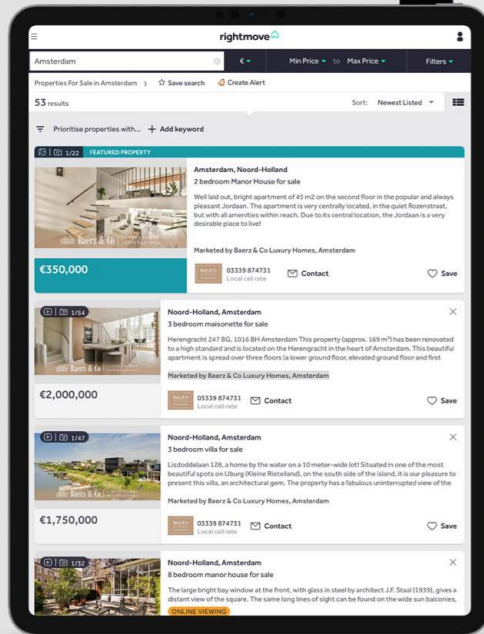 rightmove
Amsterdam
€
Min Price to Max Price
Filters
Properties For Sale in Amsterdam
Save search
Create Alert
53 results
Sort: Newest Listed
Prioritise properties with... + Add keyword
1/22 FEATURED PROPERTY
Amsterdam, Noord-Holland
2 bedroom Manor House for sale
Well laid out, bright apartment of 45 m2 on the second floor in the popular and always
pleasant Jordaan. The apartment is very centrally located, in the quiet Rozenstraat,
but with all amenities within reach. Due to its central location, the Jordaan is a very
desirable place to live!
Baerz & Co
Marketed by Baerz & Co Luxury Homes, Amsterdam
€350,000
03339 874731
Local call rate
Contact
Save
1/54
Noord-Holland, Amsterdam
3 bedroom maisonette for sale
Herengracht 247 BG, 1016 BH Amsterdam This property (approx. 169 m²) has been renovated
to a high standard and is located on the Herengracht in the heart of Amsterdam. This beautiful
apartment is spread over three floors (a lower ground floor, elevated ground floor and first
Baerz & Co
Marketed by Baerz & Co Luxury Homes, Amsterdam
€2,000,000
03339 874731
Local call rate
Contact
Save
1/47
Noord-Holland, Amsterdam
3 bedroom villa for sale
Lisdoddelaan 128, a home by the water on a 10 meter-wide lot! Situated in one of the most
beautiful spots on IJburg (Kleine Rieteiland), on the south side of the island, it is our pleasure to
present this villa, an architectural gem. The property has a fabulous uninterrupted view of the
Baerz & Co
Marketed by Baerz & Co Luxury Homes, Amsterdam
€1,750,000
03339 874731
Local call rate
Contact
Save
1/32
Noord-Holland, Amsterdam
8 bedroom manor house for sale
The large bright bay window at the front, with glass in steel by architect J.F. Staal (1939), gives a
distant view of the square. The same long lines of sight can be found on the wide sun balconies,
ONLINE VIEWING